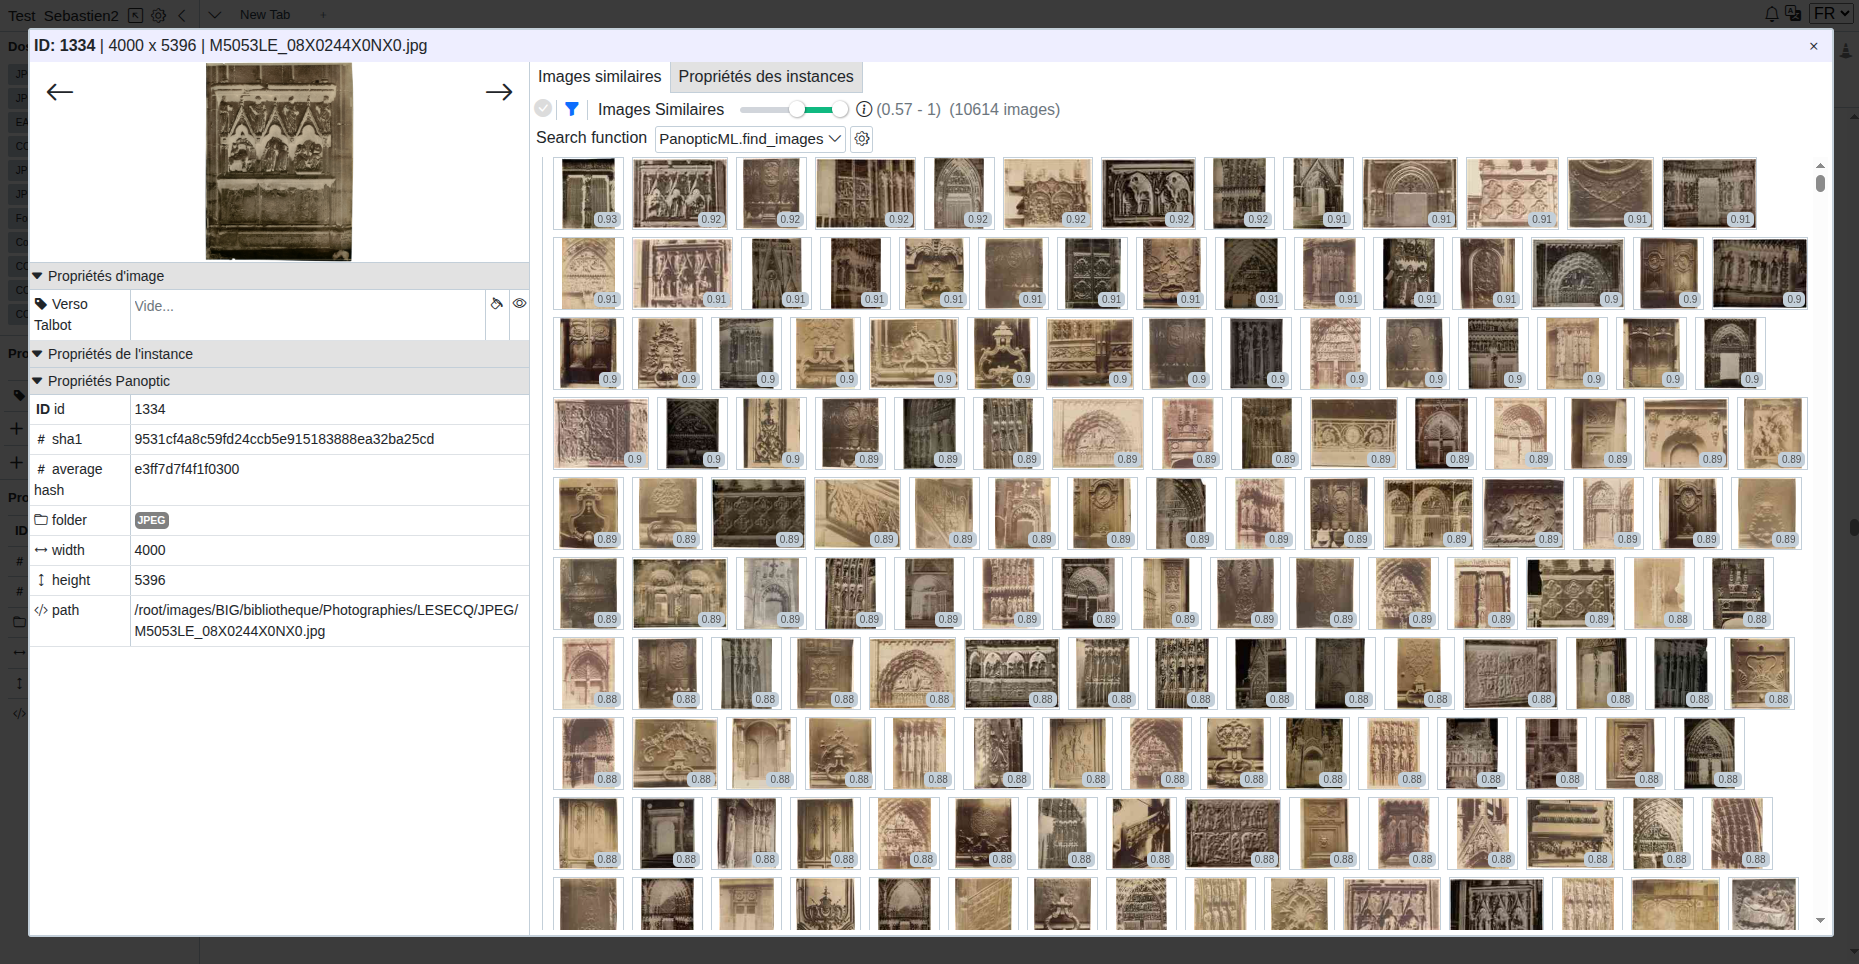 Test Sebastien2
New Tab
+
FR
ID: 1334 | 4000 x 5396 | M5053LE_08X0244X0NX0.jpg
×
Images similaires
Propriétés des instances
Images Similaires
(0.57 - 1) (10614 images)
Search function
PanopticML.find_images
Propriétés d'image
Verso Talbot
Vide...
Propriétés de l'instance
Propriétés Panoptic
ID id
1334
# sha1
9531cf4a8c59fd24ccb5e915183888ea32ba25cd
# average hash
e3ff7d7f4f1f0300
folder
JPEG
width
4000
height
5396
</> path
/root/images/BIG/bibliotheque/Photographies/LESECQ/JPEG/
M5053LE_08X0244X0NX0.jpg
0.93 0.92 0.92 0.92 0.92 0.92 0.92 0.92 0.91 0.91 0.91 0.91 0.91
0.91 0.91 0.91 0.91 0.91 0.91 0.91 0.91 0.91 0.91 0.91 0.91 0.9 0.9 0.9
0.9 0.9 0.9 0.9 0.9 0.9 0.9 0.9 0.9 0.9 0.9 0.9 0.9 0.9 0.9
0.9 0.9 0.9 0.89 0.89 0.89 0.89 0.89 0.89 0.89 0.89 0.89 0.89 0.89 0.89
0.89 0.89 0.89 0.89 0.89 0.89 0.89 0.89 0.89 0.89 0.89 0.89 0.89 0.89 0.89
0.89 0.89 0.89 0.89 0.89 0.89 0.89 0.89 0.89 0.89 0.89 0.89 0.89 0.88 0.88
0.88 0.88 0.88 0.88 0.88 0.88 0.88 0.88 0.88 0.88 0.88 0.88 0.88 0.88 0.88
0.88 0.88 0.88 0.88 0.88 0.88 0.88 0.88 0.88 0.88 0.88 0.88 0.88 0.88 0.88
0.88 0.88 0.88 0.88 0.88 0.88 0.88 0.88 0.88 0.88 0.88 0.88 0.88 0.88 0.88